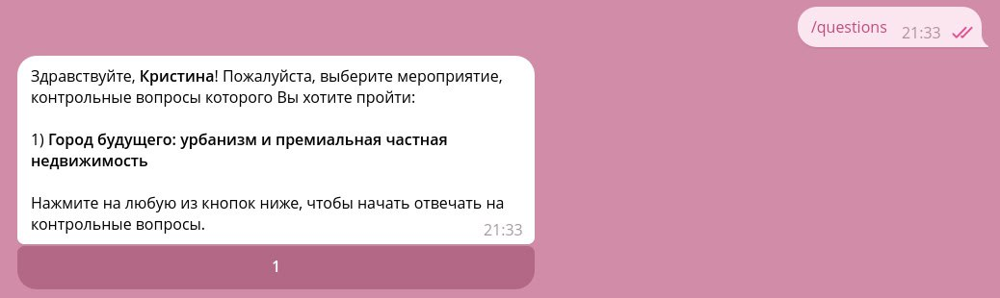 /questions 21:33
Здравствуйте, Кристина! Пожалуйста, выберите мероприятие,
контрольные вопросы которого Вы хотите пройти:
1) Город будущего: урбанизм и премиальная частная
недвижимость
Нажмите на любую из кнопок ниже, чтобы начать отвечать на
контрольные вопросы.
21:33
1